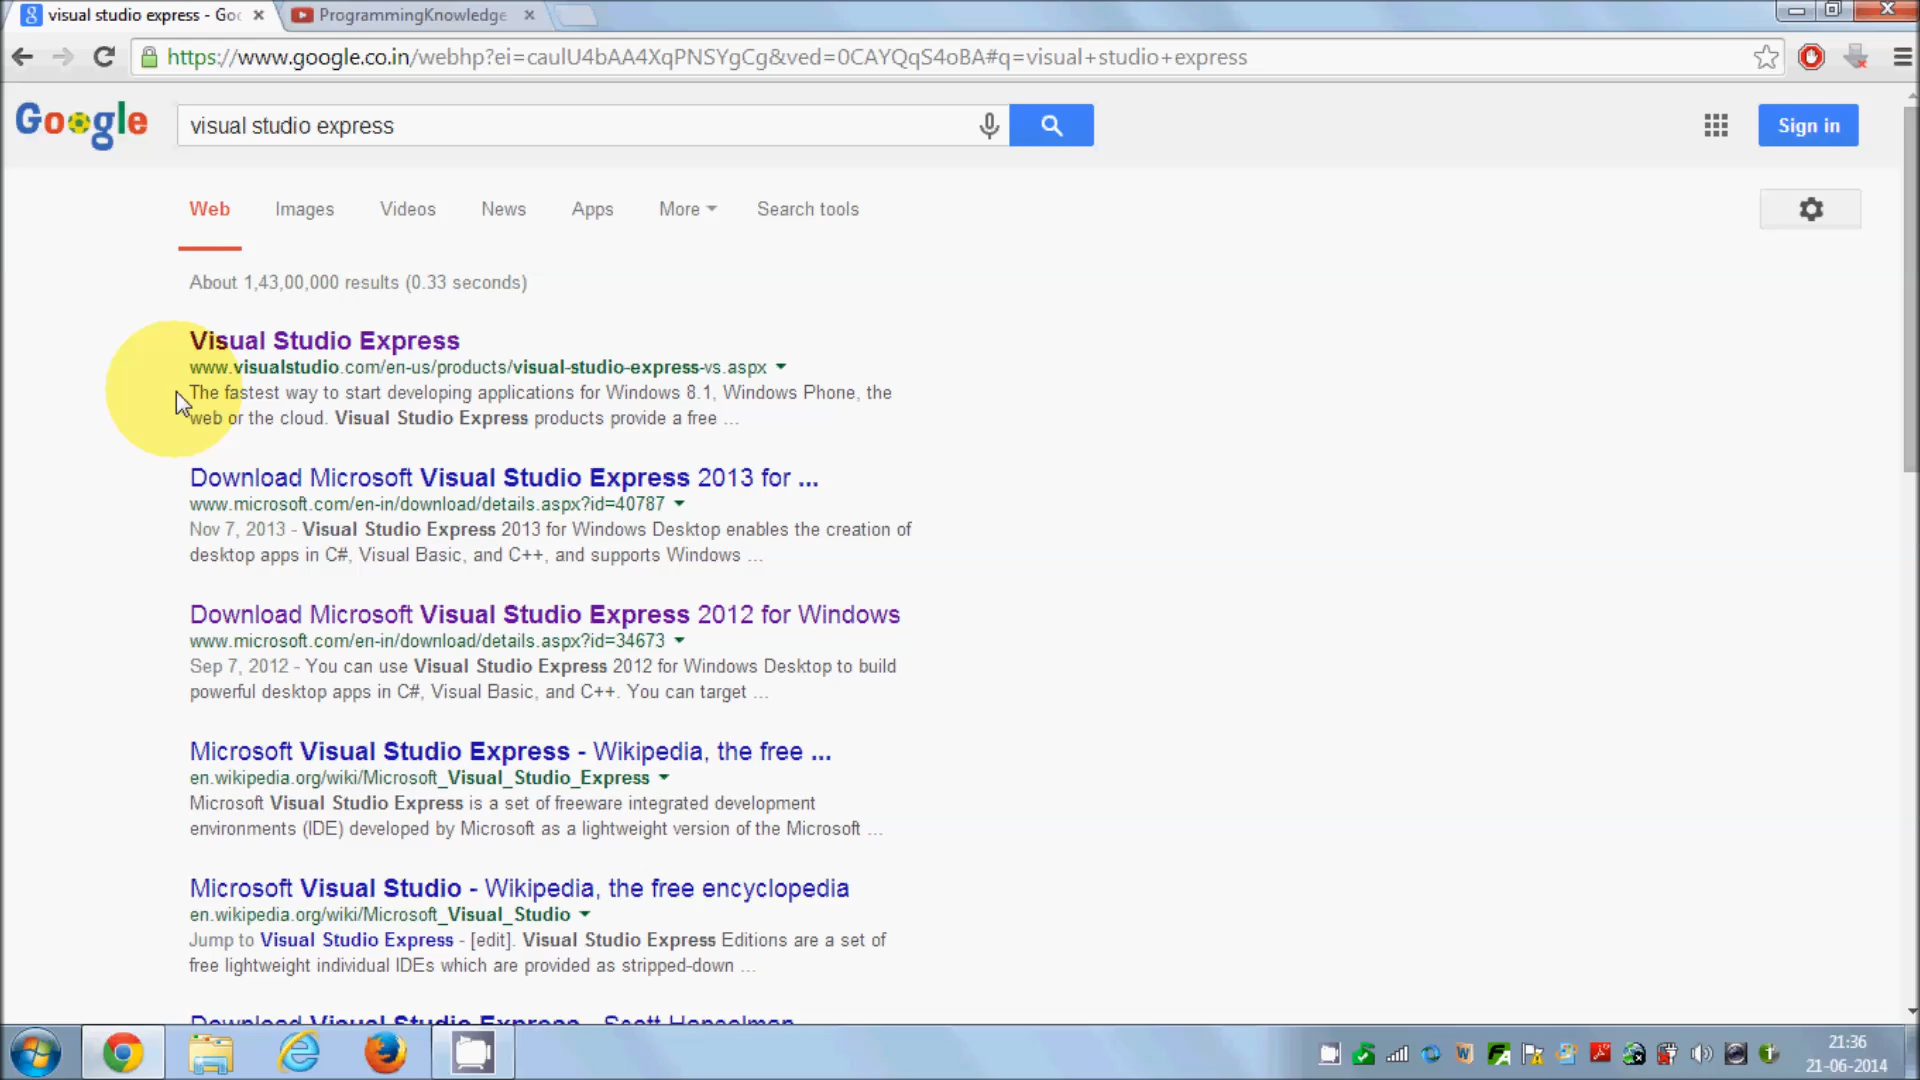 visual studio express - Goo
ProgrammingKnowledge
https://www.google.co.in/webhp?ei=caulU4bAA4XqPNSYgCg&ved=0CAYQqS4oBA#q=visual+studio+express
Google
visual studio express
Sign in
Web Images Videos News Apps More Search tools
About 1,43,00,000 results (0.33 seconds)
Visual Studio Express
www.visualstudio.com/en-us/products/visual-studio-express-vs.aspx
The fastest way to start developing applications for Windows 8.1, Windows Phone, the
web or the cloud. Visual Studio Express products provide a free ...
Download Microsoft Visual Studio Express 2013 for ...
www.microsoft.com/en-in/download/details.aspx?id=40787
Nov 7, 2013 - Visual Studio Express 2013 for Windows Desktop enables the creation of
desktop apps in C#, Visual Basic, and C++, and supports Windows ...
Download Microsoft Visual Studio Express 2012 for Windows
www.microsoft.com/en-in/download/details.aspx?id=34673
Sep 7, 2012 - You can use Visual Studio Express 2012 for Windows Desktop to build
powerful desktop apps in C#, Visual Basic, and C++. You can target ...
Microsoft Visual Studio Express - Wikipedia, the free ...
en.wikipedia.org/wiki/Microsoft_Visual_Studio_Express
Microsoft Visual Studio Express is a set of freeware integrated development
environments (IDE) developed by Microsoft as a lightweight version of the Microsoft ...
Microsoft Visual Studio - Wikipedia, the free encyclopedia
en.wikipedia.org/wiki/Microsoft_Visual_Studio
Jump to Visual Studio Express - [edit]. Visual Studio Express Editions are a set of
free lightweight individual IDEs which are provided as stripped-down ...
Download Visual Studio Express - Scott Hanselman
21:36
21-06-2014